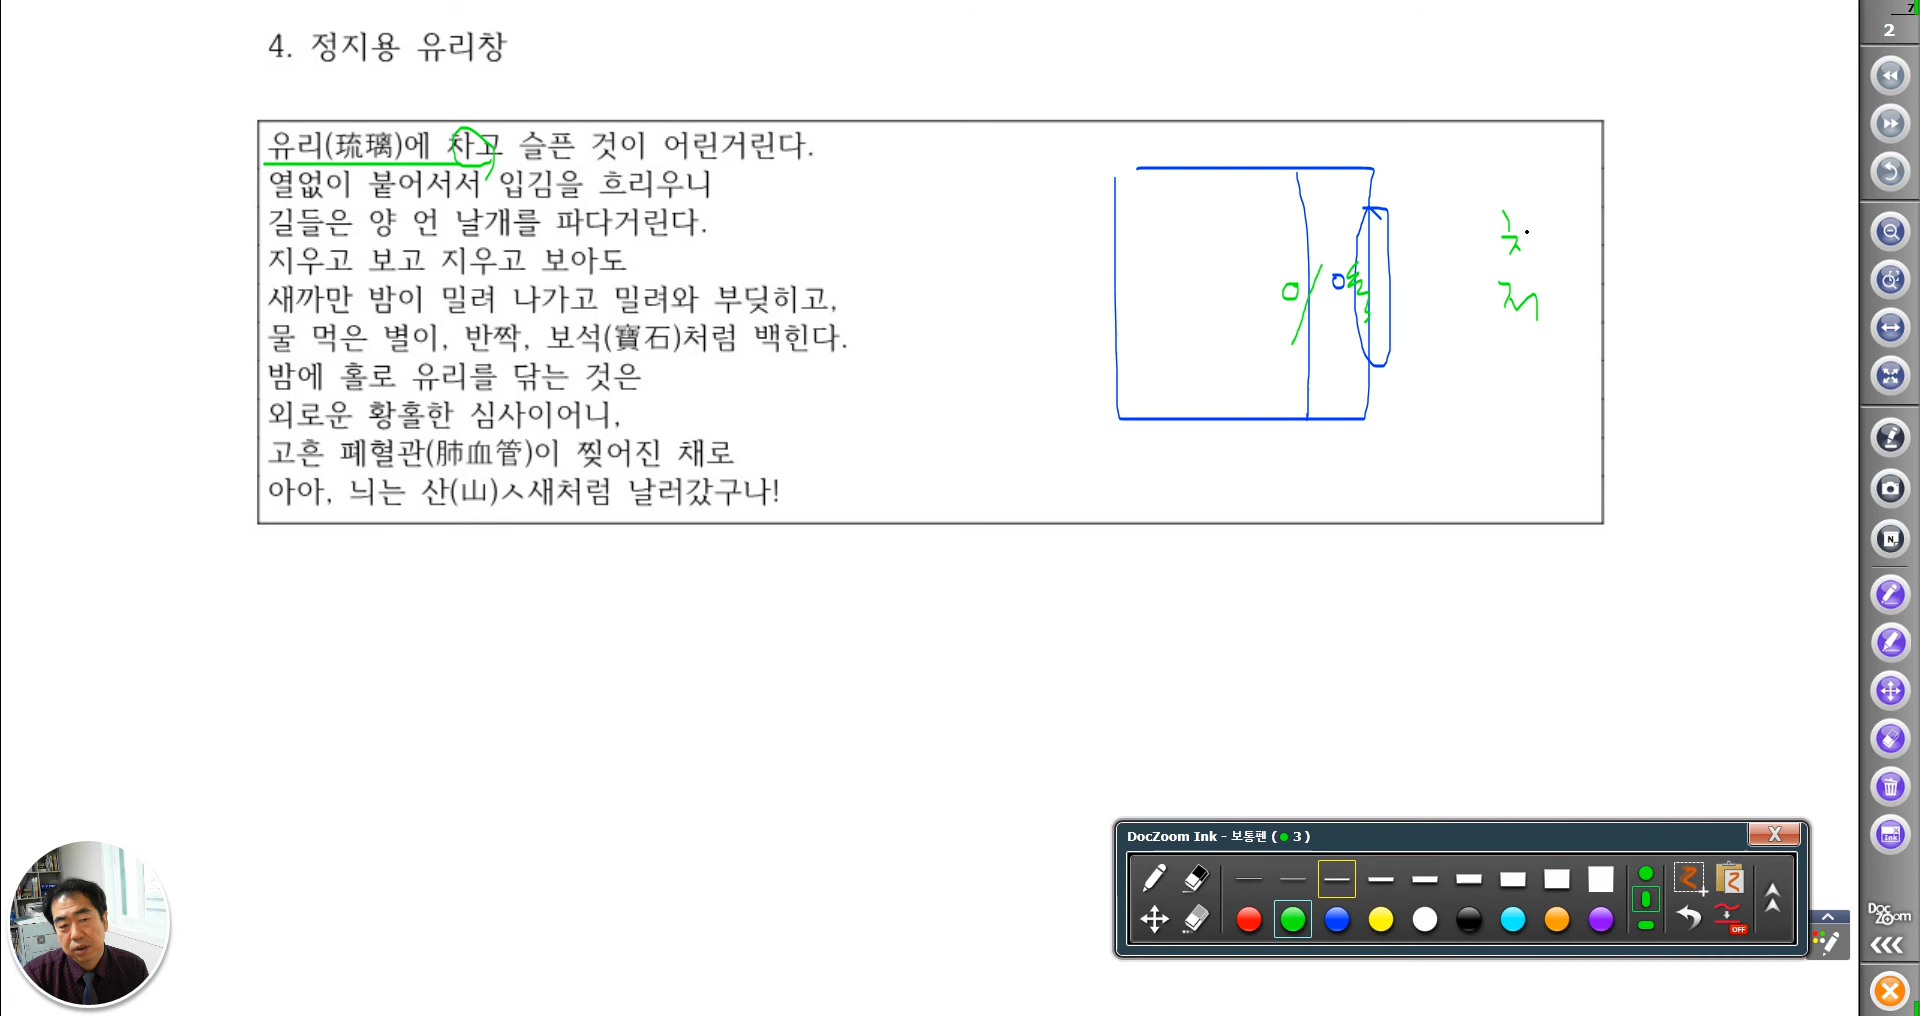 4. 정지용 유리창
유리(琉璃)에 차고 슬픈 것이 어린거린다.
열없이 붙어서서 입김을 흐리우니
길들은 양 언 날개를 파다거린다.
지우고 보고 지우고 보아도
새까만 밤이 밀려 나가고 밀려와 부딪히고,
물 먹은 별이, 반짝, 보석(寶石)처럼 백힌다.
밤에 홀로 유리를 닦는 것은
외로운 황홀한 심사이어니,
고흔 폐혈관(肺血管)이 찢어진 채로
아아, 늬는 산(山)ㅅ새처럼 날러갔구나!
7
2
N
Ink
DocZoom
DocZoom Ink - 보통펜 ( 3 )
X
OFF